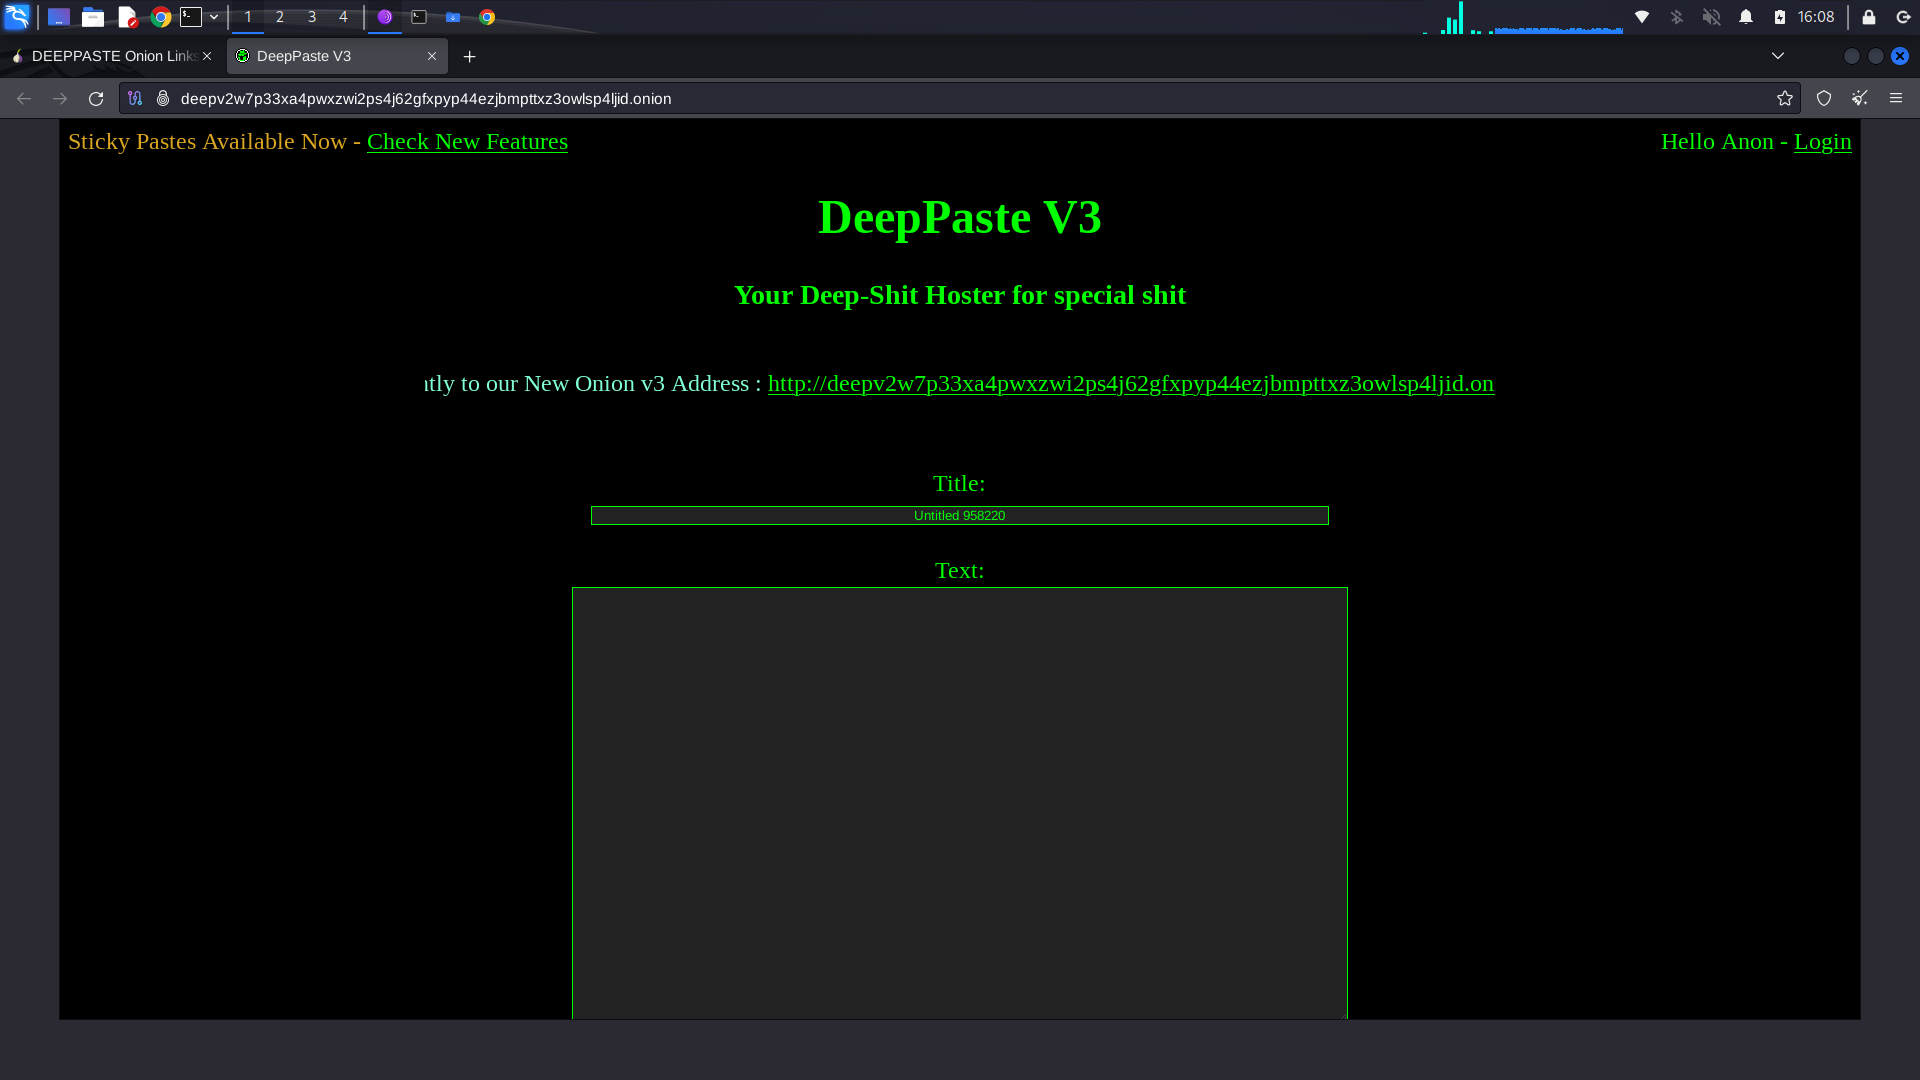 1 2 3 4
16:08
DEEPPASTE Onion Links
DeepPaste V3
deepv2w7p33xa4pwxzwi2ps4j62gfxpyp44ezjbmpttxz3owlsp4ljid.onion
Sticky Pastes Available Now - Check New Features
Hello Anon - Login
DeepPaste V3
Your Deep-Shit Hoster for special shit
ntly to our New Onion v3 Address : http://deepv2w7p33xa4pwxzwi2ps4j62gfxpyp44ezjbmpttxz3owlsp4ljid.on
Title:
Untitled 958220
Text: